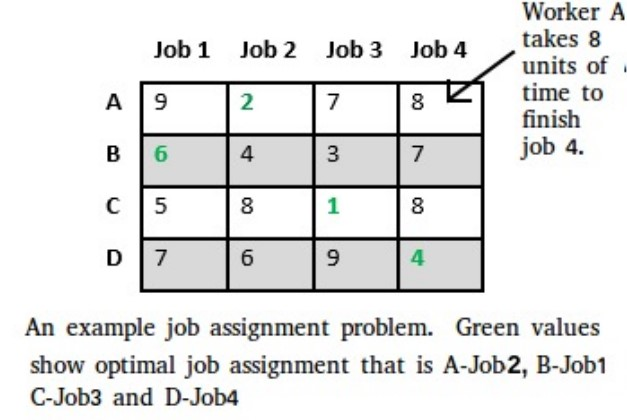 Worker A
takes 8
units of
time to
finish
job 4.
Job 1 Job 2 Job 3 Job 4
A 9 2 7 8
B 6 4 3 7
C 5 8 1 8
D 7 6 9 4
An example job assignment problem. Green values
show optimal job assignment that is A-Job2, B-Job1
C-Job3 and D-Job4